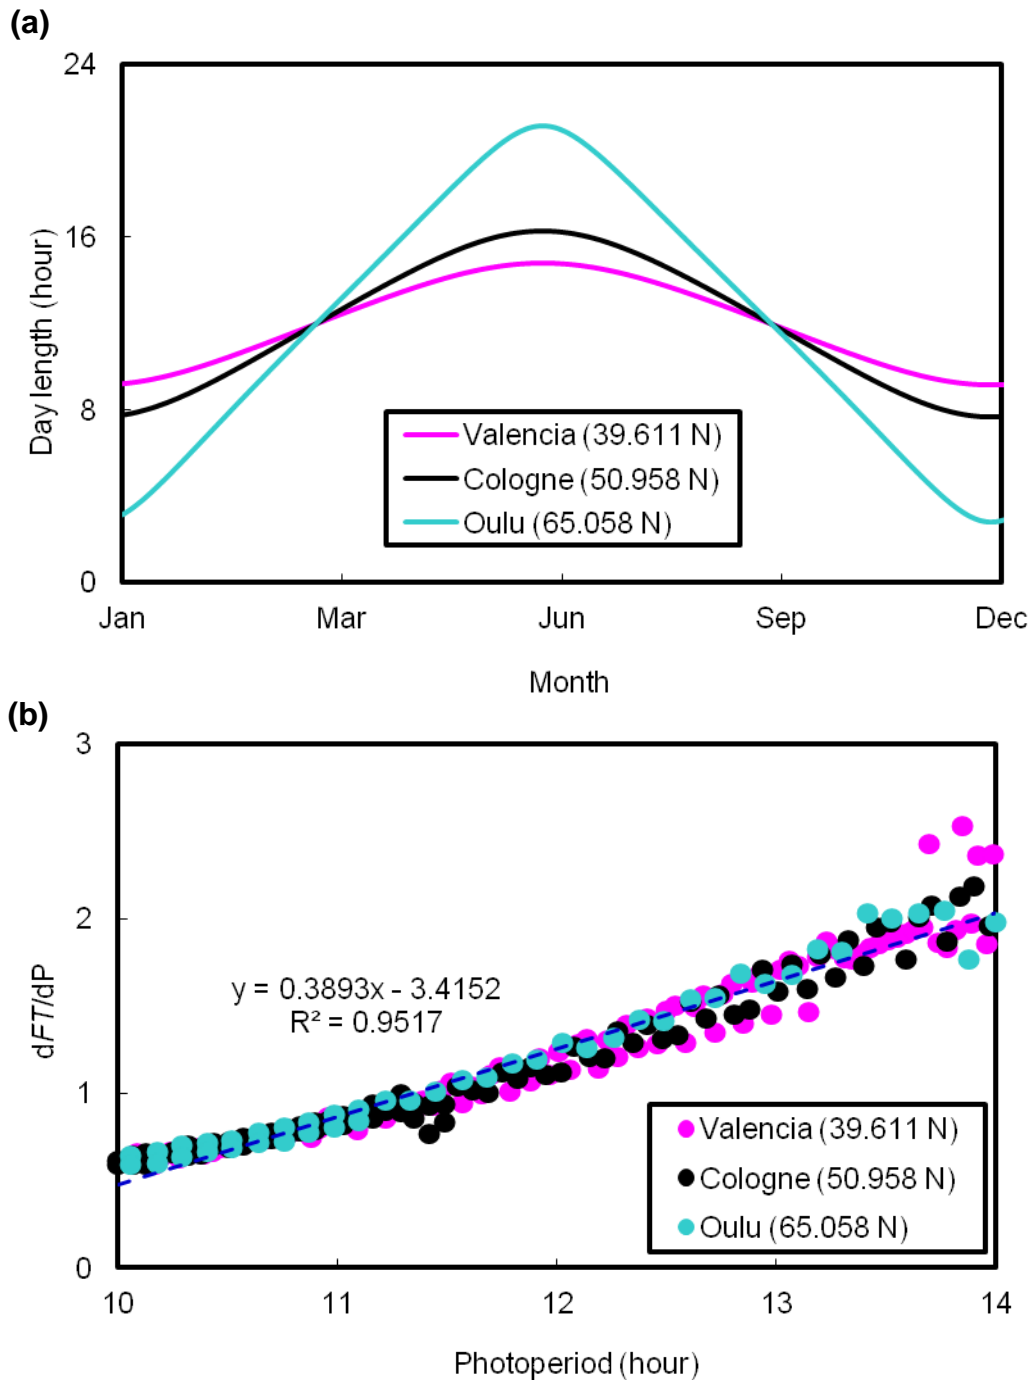 (a)
24
16
8
0
Day length (hour)
Valencia (39.611 N)
Cologne (50.958 N)
Oulu (65.058 N)
Jan Mar Jun Sep Dec
Month
(b)
3
2
1
0
dFT/dP
y = 0.3893x - 3.4152
R² = 0.9517
Valencia (39.611 N)
Cologne (50.958 N)
Oulu (65.058 N)
10 11 12 13 14
Photoperiod (hour)